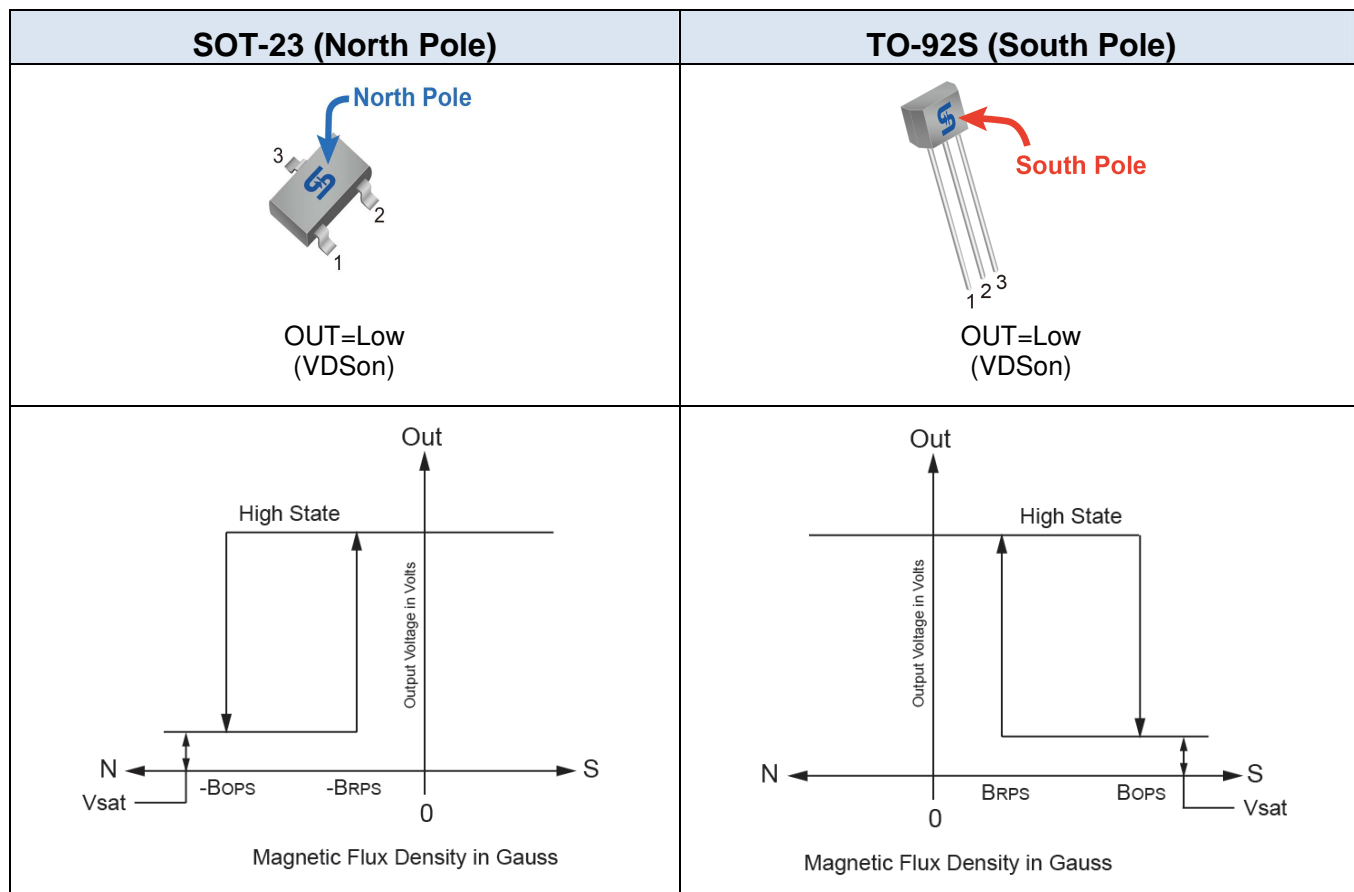 SOT-23 (North Pole)
TO-92S (South Pole)
North Pole
3
2
1
OUT=Low
(VDSon)
South Pole
1 2 3
OUT=Low
(VDSon)
Out
High State
Output Voltage in Volts
N
S
-BOPS
-BRPS
Vsat
0
Magnetic Flux Density in Gauss
Out
High State
Output Voltage in Volts
N
S
BRPS
BOPS
Vsat
0
Magnetic Flux Density in Gauss